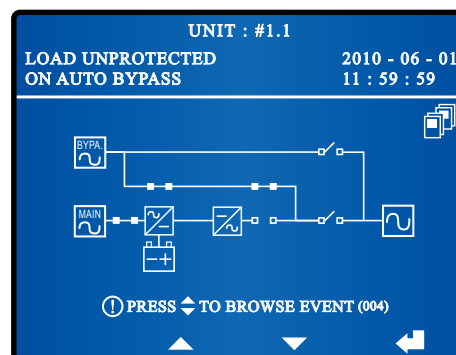 UNIT : #1.1
LOAD UNPROTECTED
2010 - 06 - 01
ON AUTO BYPASS
11 : 59 : 59
BYPA.
MAIN
PRESS TO BROWSE EVENT (004)